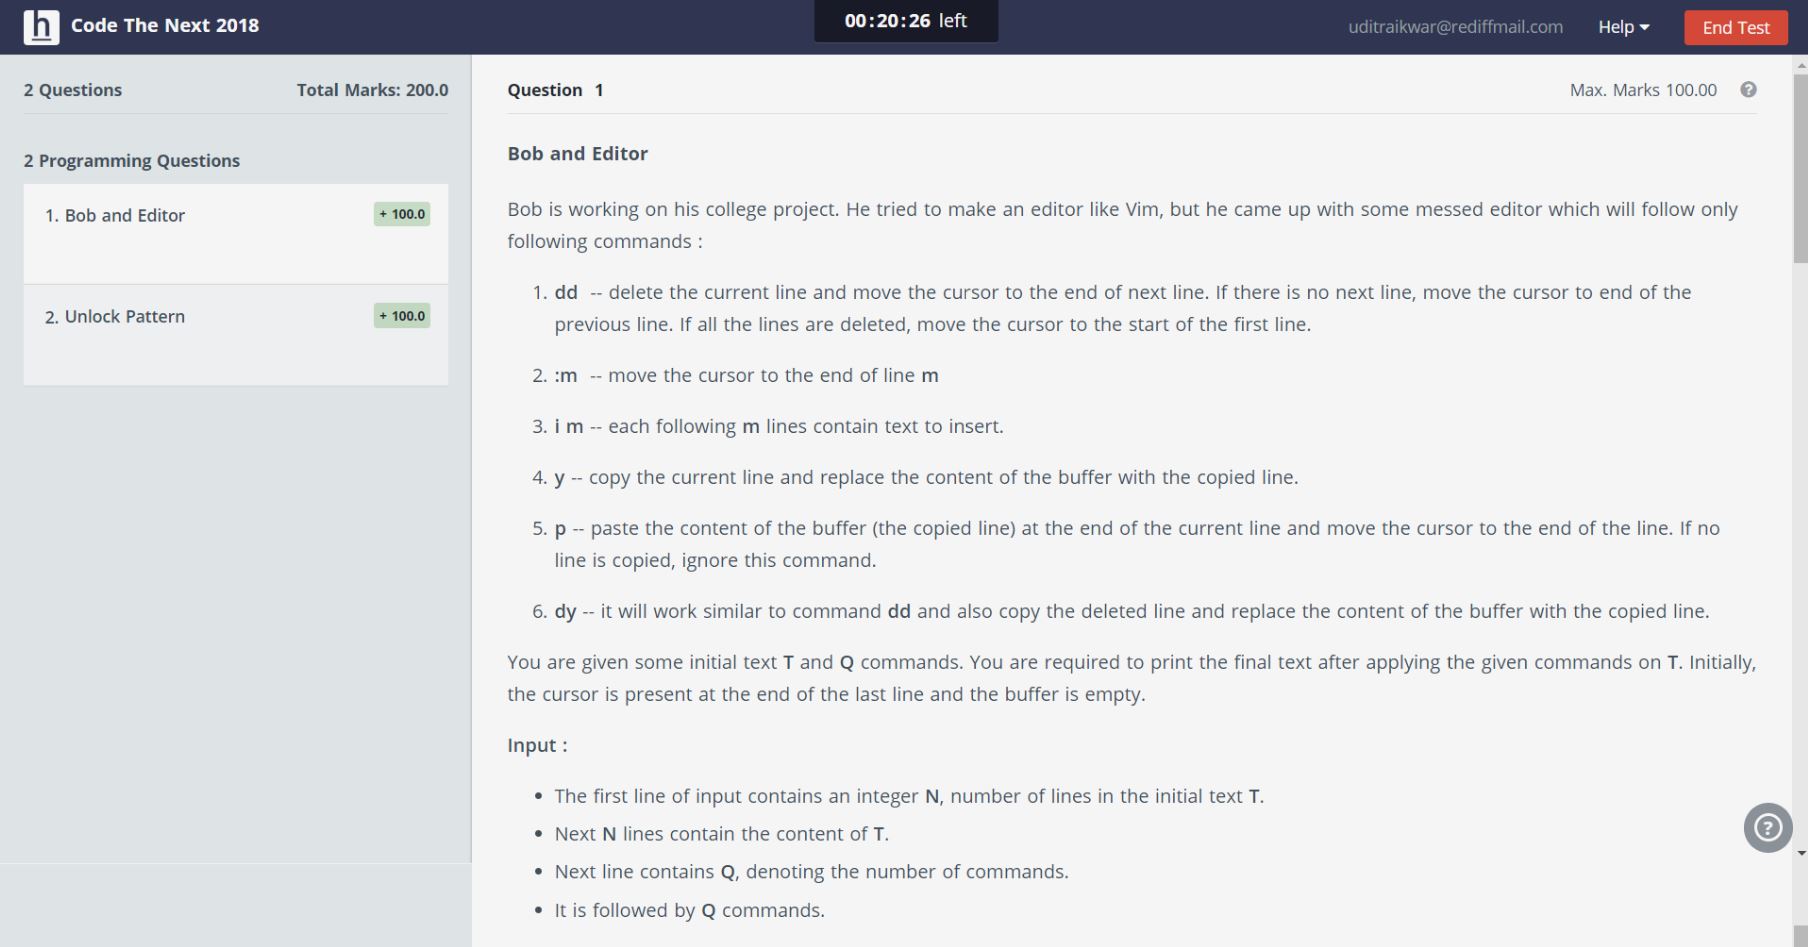 h Code The Next 2018
00:20:26 left
uditraikwar@rediffmail.com
Help
End Test
2 Questions
Total Marks: 200.0
2 Programming Questions
1. Bob and Editor
+ 100.0
2. Unlock Pattern
+ 100.0
Question 1
Max. Marks 100.00
?
Bob and Editor
Bob is working on his college project. He tried to make an editor like Vim, but he came up with some messed editor which will follow only
following commands :
1. dd -- delete the current line and move the cursor to the end of next line. If there is no next line, move the cursor to end of the
previous line. If all the lines are deleted, move the cursor to the start of the first line.
2. :m -- move the cursor to the end of line m
3. i m -- each following m lines contain text to insert.
4. y -- copy the current line and replace the content of the buffer with the copied line.
5. p -- paste the content of the buffer (the copied line) at the end of the current line and move the cursor to the end of the line. If no
line is copied, ignore this command.
6. dy -- it will work similar to command dd and also copy the deleted line and replace the content of the buffer with the copied line.
You are given some initial text T and Q commands. You are required to print the final text after applying the given commands on T. Initially,
the cursor is present at the end of the last line and the buffer is empty.
Input :
• The first line of input contains an integer N, number of lines in the initial text T.
• Next N lines contain the content of T.
• Next line contains Q, denoting the number of commands.
• It is followed by Q commands.
?